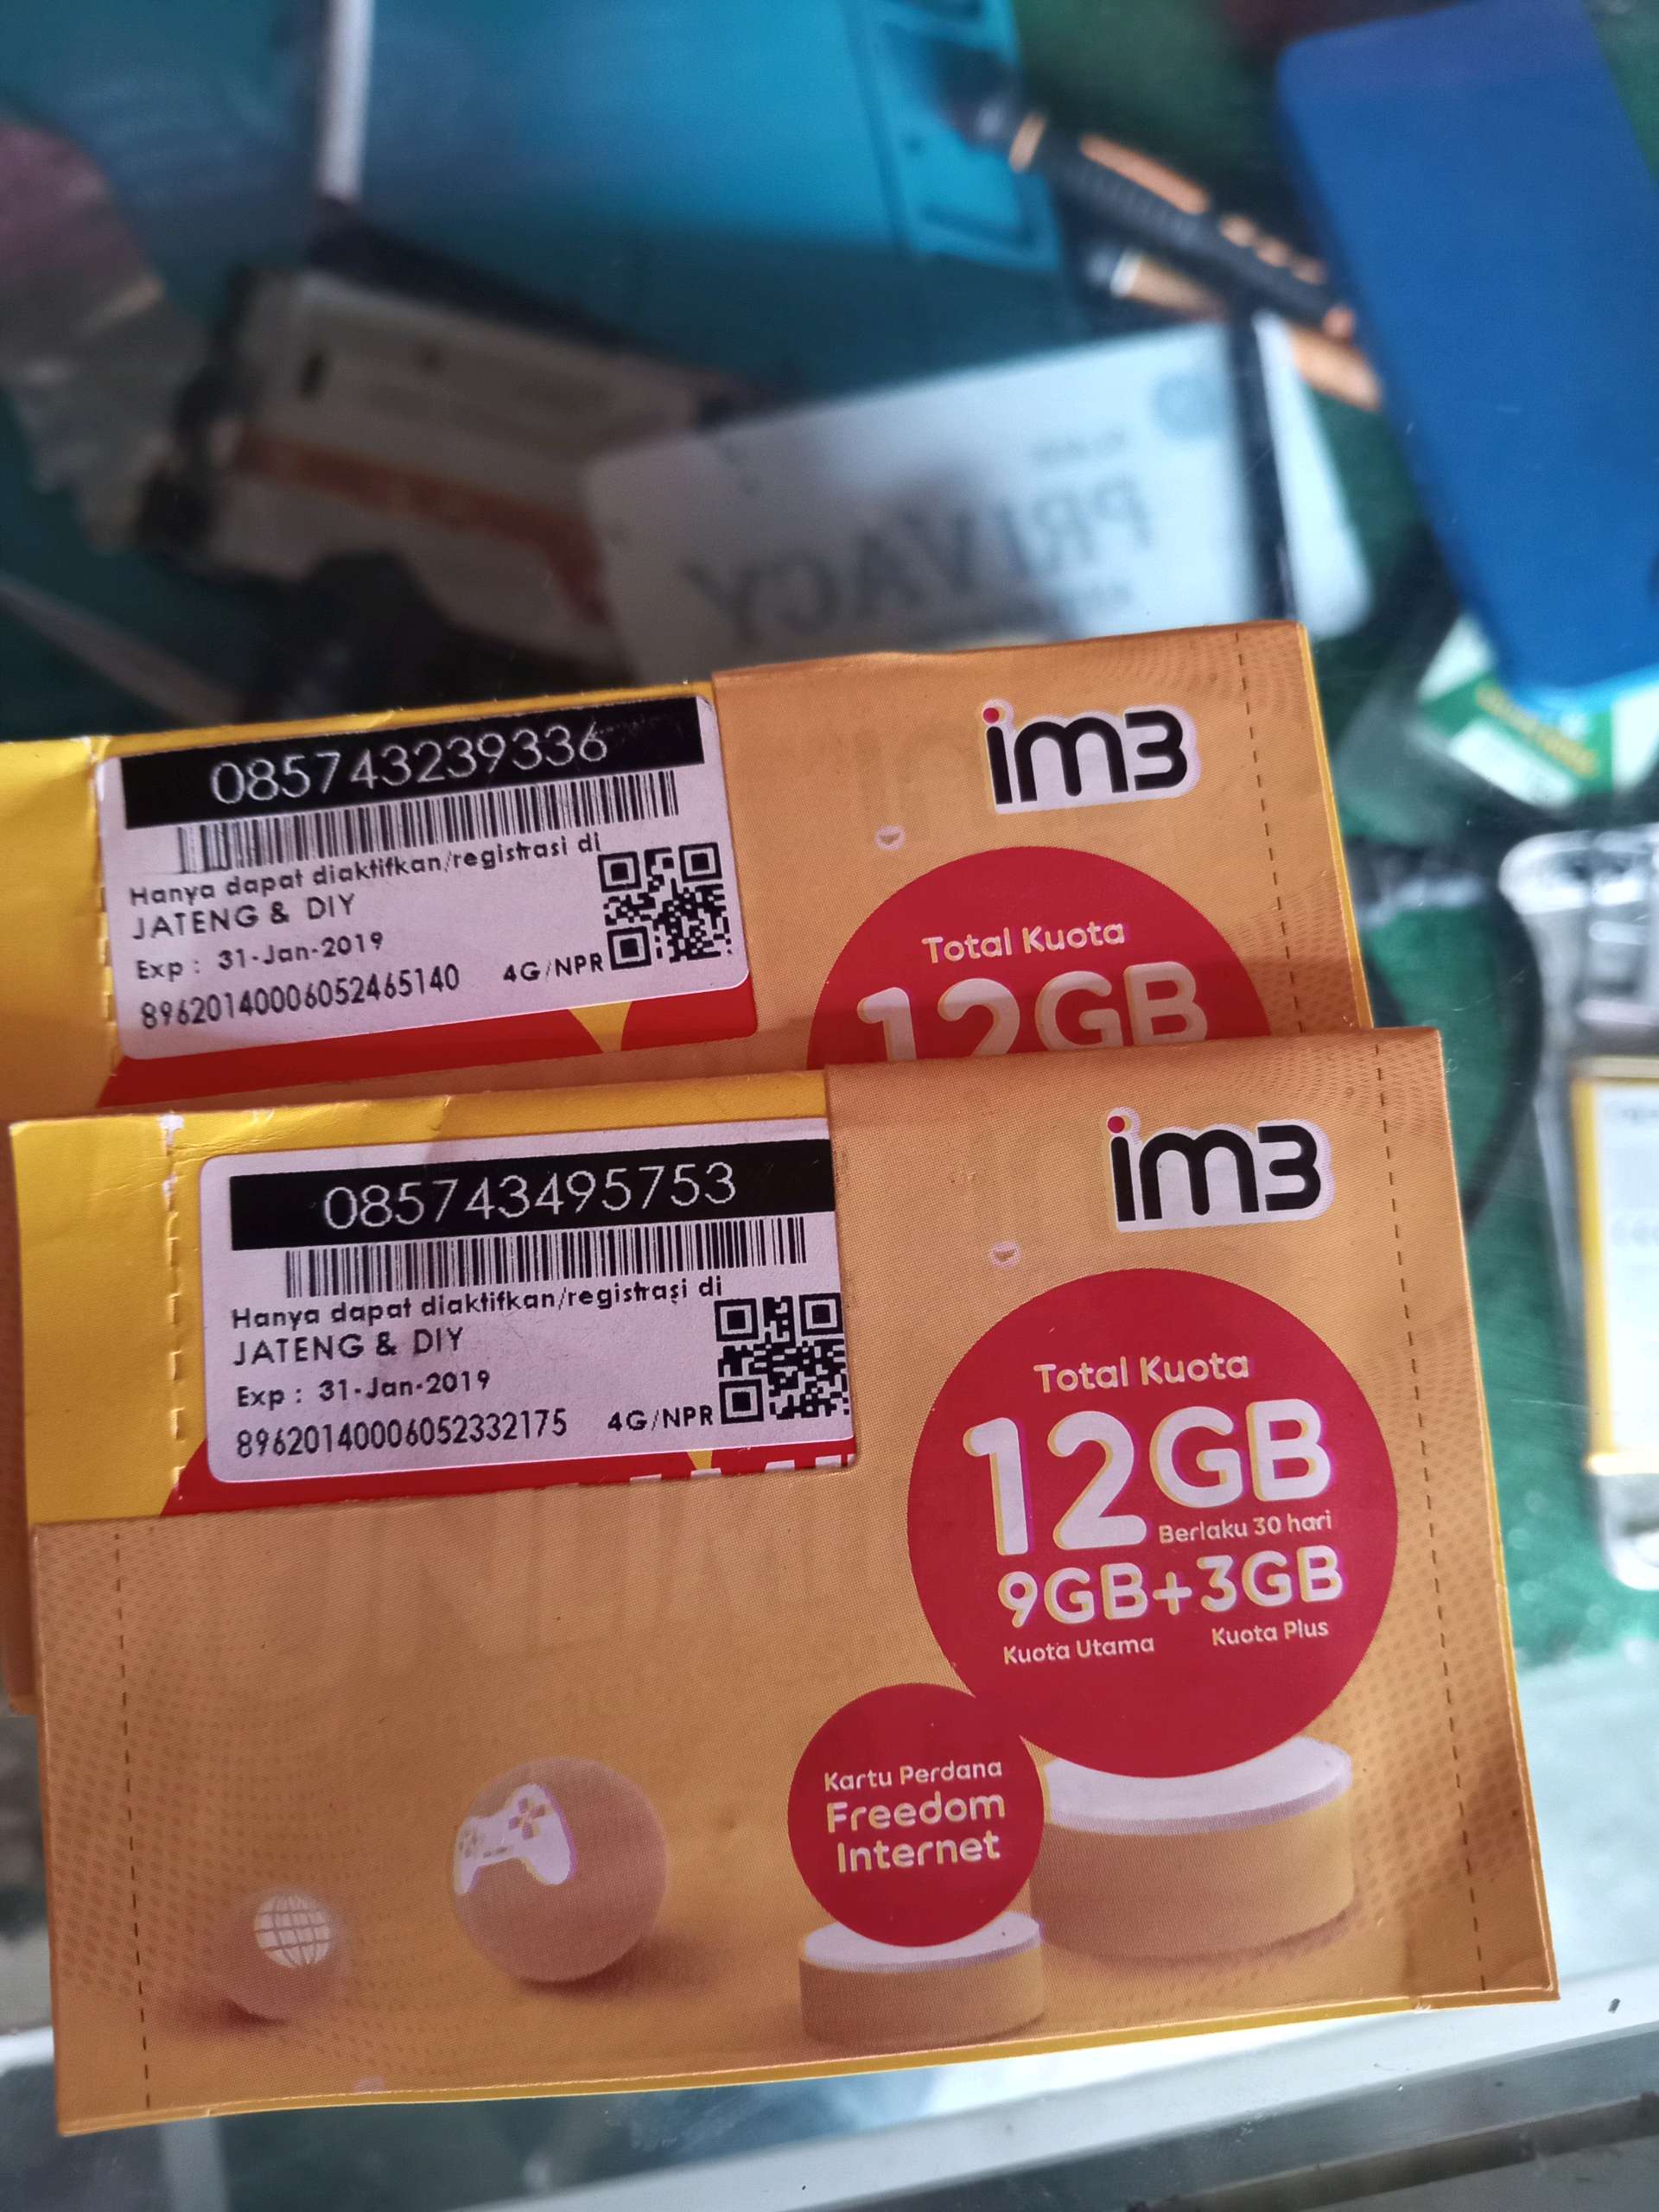 PRIVACY
085743239336
Hanya dapat diaktifkan/registrasi di
JATENG & DIY
Exp : 31-Jan-2019
89620140006052465140 4G/NPR
im3
Total Kuota
12GB
085743495753
Hanya dapat diaktifkan/registrasi di
JATENG & DIY
Exp : 31-Jan-2019
89620140006052332175 4G/NPR
im3
Total Kuota
12GB
Berlaku 30 hari
9GB+3GB
Kuota Utama Kuota Plus
Kartu Perdana
Freedom
Internet